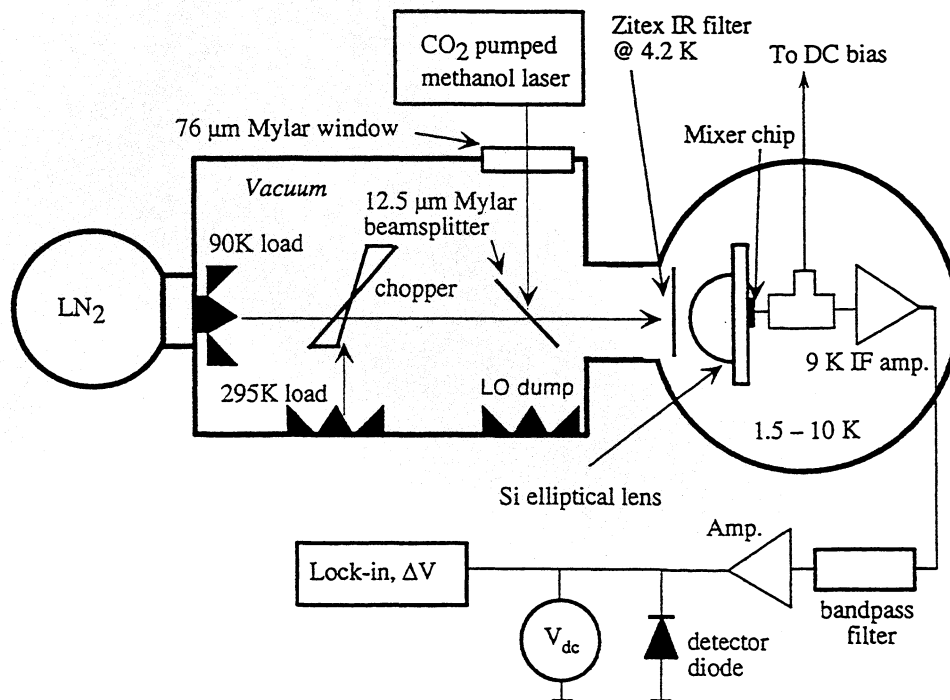 CO2 pumped
methanol laser
Zitex IR filter
@ 4.2 K
To DC bias
76 μm Mylar window
Mixer chip
Vacuum
12.5 μm Mylar
beamsplitter
90K load
chopper
LN2
9 K IF amp.
295K load
LO dump
1.5 – 10 K
Si elliptical lens
Amp.
Lock-in, ΔV
bandpass
filter
Vdc
detector
diode